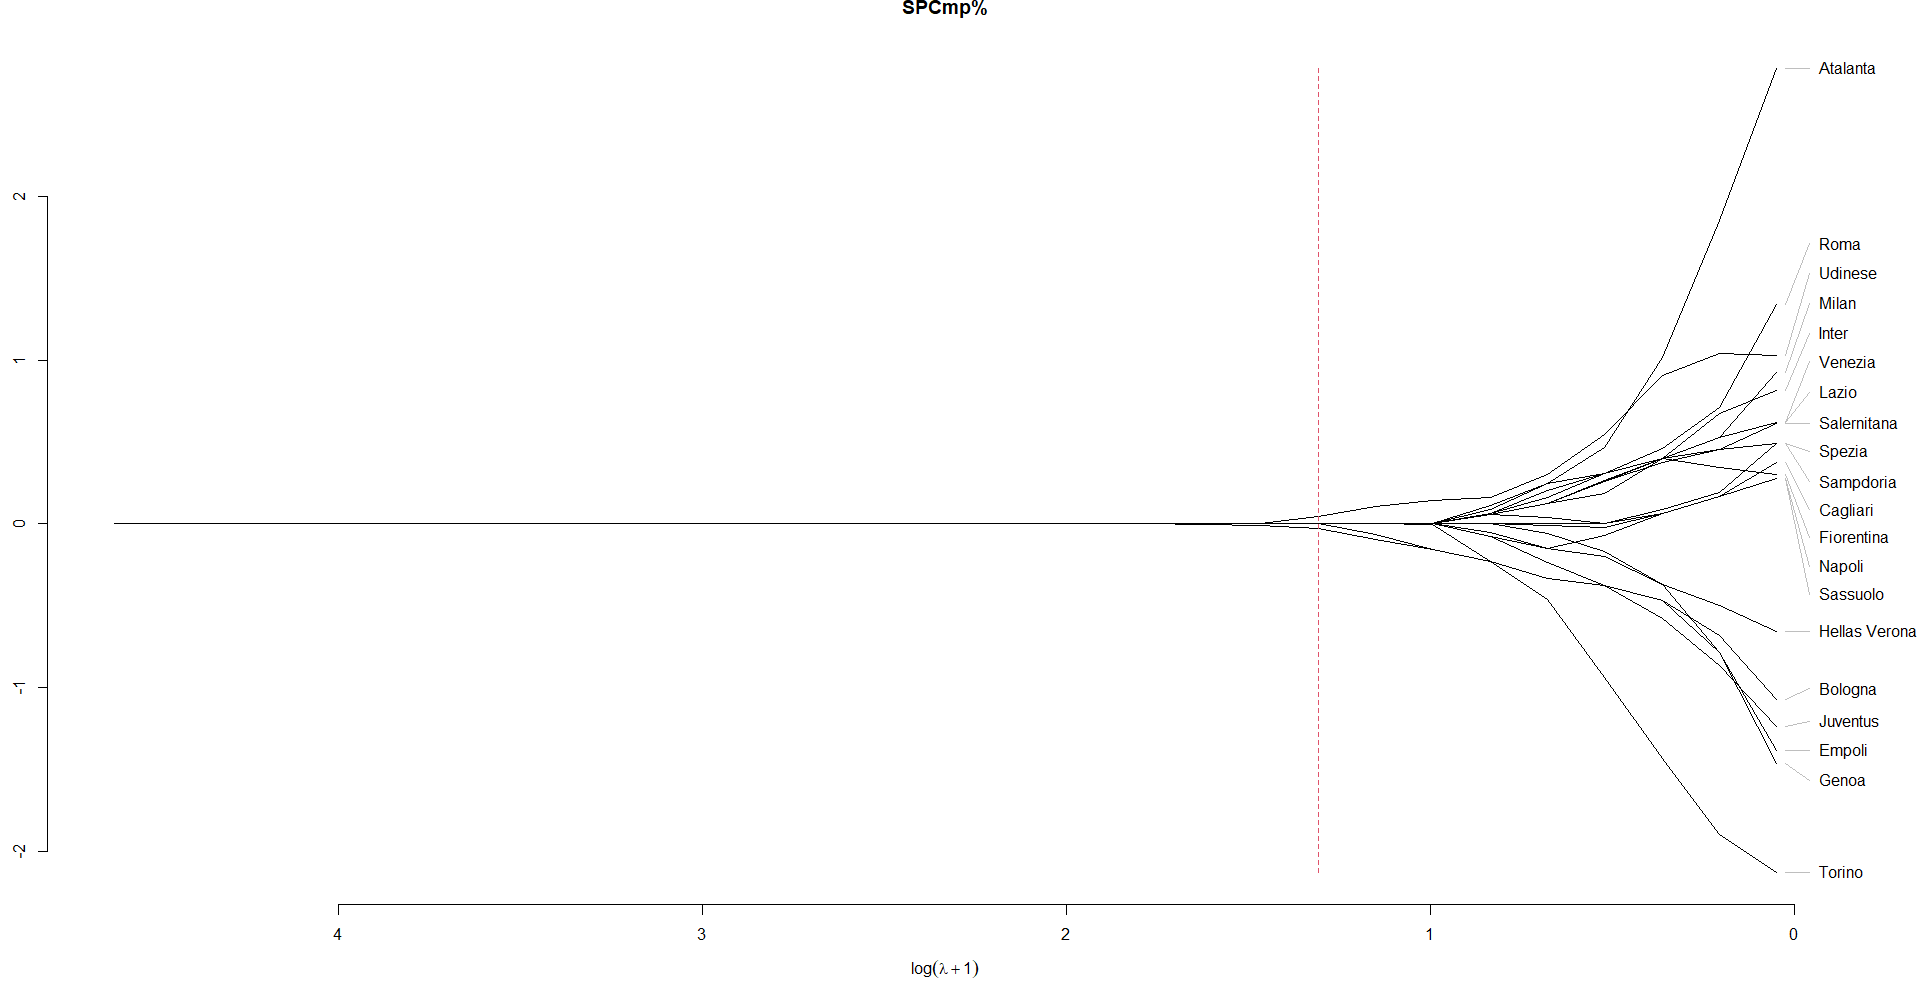 SPCmp%
2
1
0
-1
-2
Atalanta
Roma
Udinese
Milan
Inter
Venezia
Lazio
Salernitana
Spezia
Sampdoria
Cagliari
Fiorentina
Napoli
Sassuolo
Hellas Verona
Bologna
Juventus
Empoli
Genoa
Torino
4 3 2 1 0
log(λ + 1)